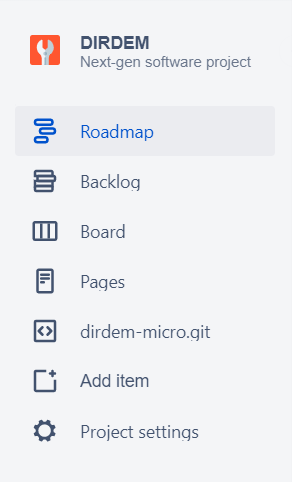 DIRDEM
Next-gen software project
Roadmap
Backlog
Board
Pages
dirdem-micro.git
Add item
Project settings